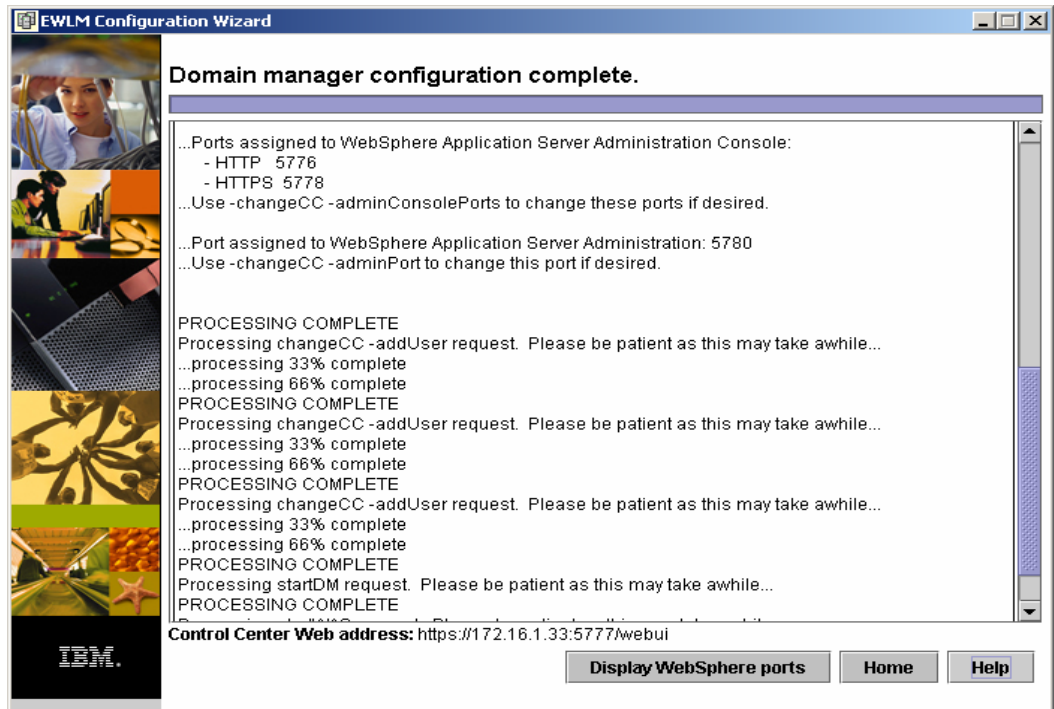 EWLM Configuration Wizard
Domain manager configuration complete.
...Ports assigned to WebSphere Application Server Administration Console:
- HTTP 5776
- HTTPS 5778
...Use -changeCC -adminConsolePorts to change these ports if desired.
...Port assigned to WebSphere Application Server Administration: 5780
...Use -changeCC -adminPort to change this port if desired.
PROCESSING COMPLETE
Processing changeCC -addUser request. Please be patient as this may take awhile...
...processing 33% complete
...processing 66% complete
PROCESSING COMPLETE
Processing changeCC -addUser request. Please be patient as this may take awhile...
...processing 33% complete
...processing 66% complete
PROCESSING COMPLETE
Processing changeCC -addUser request. Please be patient as this may take awhile...
...processing 33% complete
...processing 66% complete
PROCESSING COMPLETE
Processing startDM request. Please be patient as this may take awhile...
PROCESSING COMPLETE
Control Center Web address: https://172.16.1.33:5777/webui
IBM.
Display WebSphere ports
Home
Help